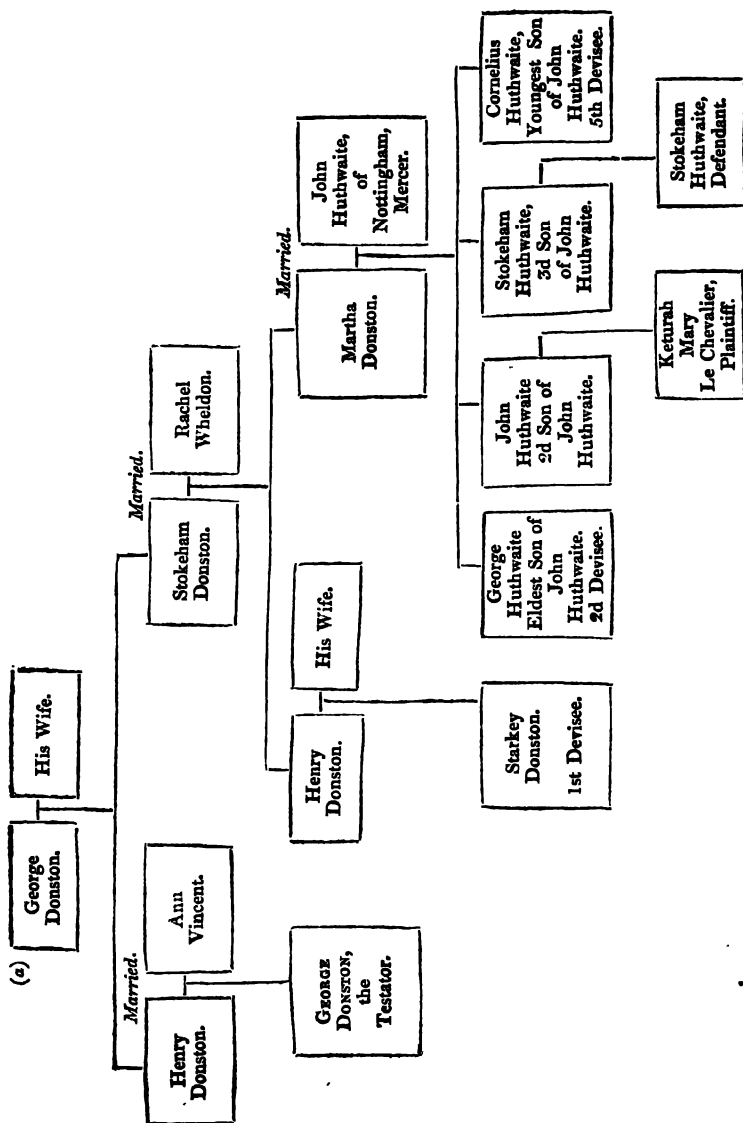 (a)
George
Donston.
His Wife.
Married.
Henry
Donston.
Ann
Vincent.
Married.
Stokeham
Donston.
Rachel
Wheldon.
GEORGE
DONSTON,
the
Testator.
Henry
Donston.
His Wife.
Married.
Martha
Donston.
John
Huthwaite,
of
Nottingham,
Mercer.
Starkey
Donston.
1st Devisee.
George
Huthwaite
Eldest Son of
John
Huthwaite.
2d Devisee.
John
Huthwaite
2d Son of
John
Huthwaite.
Stokeham
Huthwaite,
3d Son
of John
Huthwaite.
Cornelius
Huthwaite,
Youngest Son
of John
Huthwaite.
5th Devisee.
Keturah
Mary
Le Chevalier,
Plaintiff.
Stokeham
Huthwaite,
Defendant.